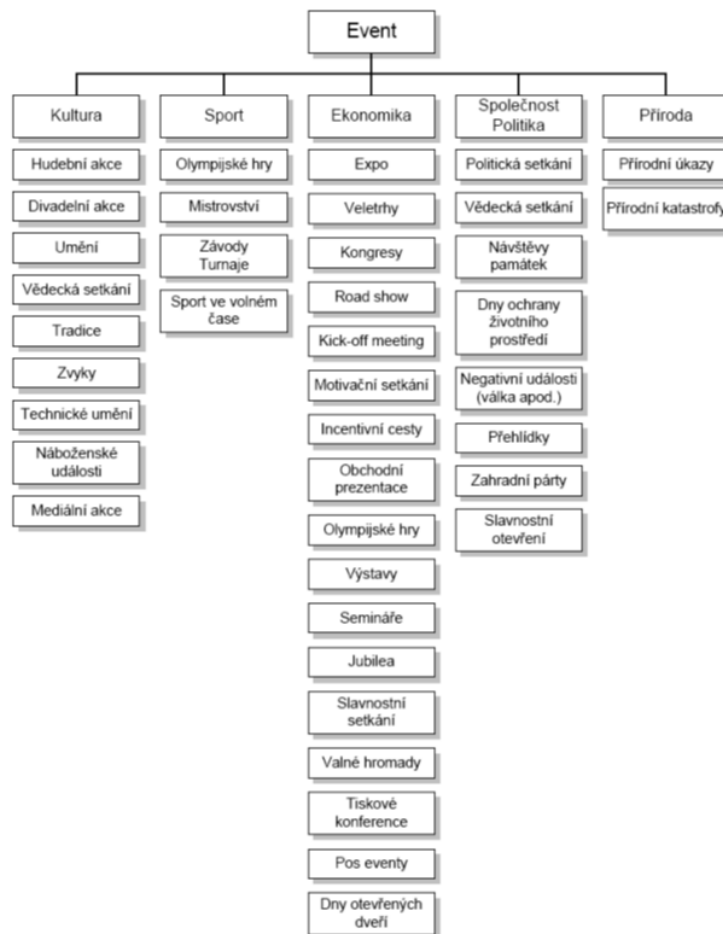 Event
Kultura
Hudební akce
Divadelní akce
Umění
Vědecká setkání
Tradice
Zvyky
Technické umění
Náboženské
události
Mediální akce
Sport
Olympijské hry
Mistrovství
Závody
Turnaje
Sport ve volném
čase
Ekonomika
Expo
Veletrhy
Kongresy
Road show
Kick-off meeting
Motivační setkání
Incentivní cesty
Obchodní
prezentace
Olympijské hry
Výstavy
Semináře
Jubilea
Slavnostní
setkání
Valné hromady
Tiskové
konference
Pos eventy
Dny otevřených
dveří
Společnost
Politika
Politická setkání
Vědecká setkání
Návštěvy
památek
Dny ochrany
životního
prostředí
Negativní události
(válka apod.)
Přehlídky
Zahradní párty
Slavnostní
otevření
Příroda
Přírodní úkazy
Přírodní katastrofy